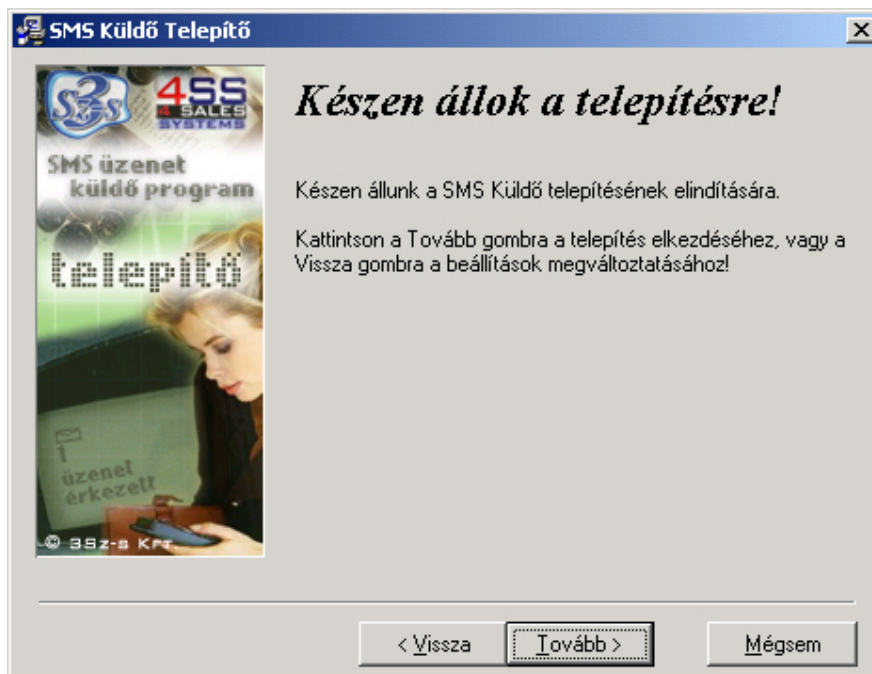 SMS Küldő Telepítő
3Sz-s
4SS
4 SALES
SYSTEMS
SMS üzenet
küldő program
telepítő
1
üzenet
érkezett
© 3Sz-s Kft.
Készen állok a telepítésre!
Készen állunk a SMS Küldő telepítésének elindítására.
Kattintson a Tovább gombra a telepítés elkezdéséhez, vagy a
Vissza gombra a beállítások megváltoztatásához!
< Vissza
Tovább >
Mégsem